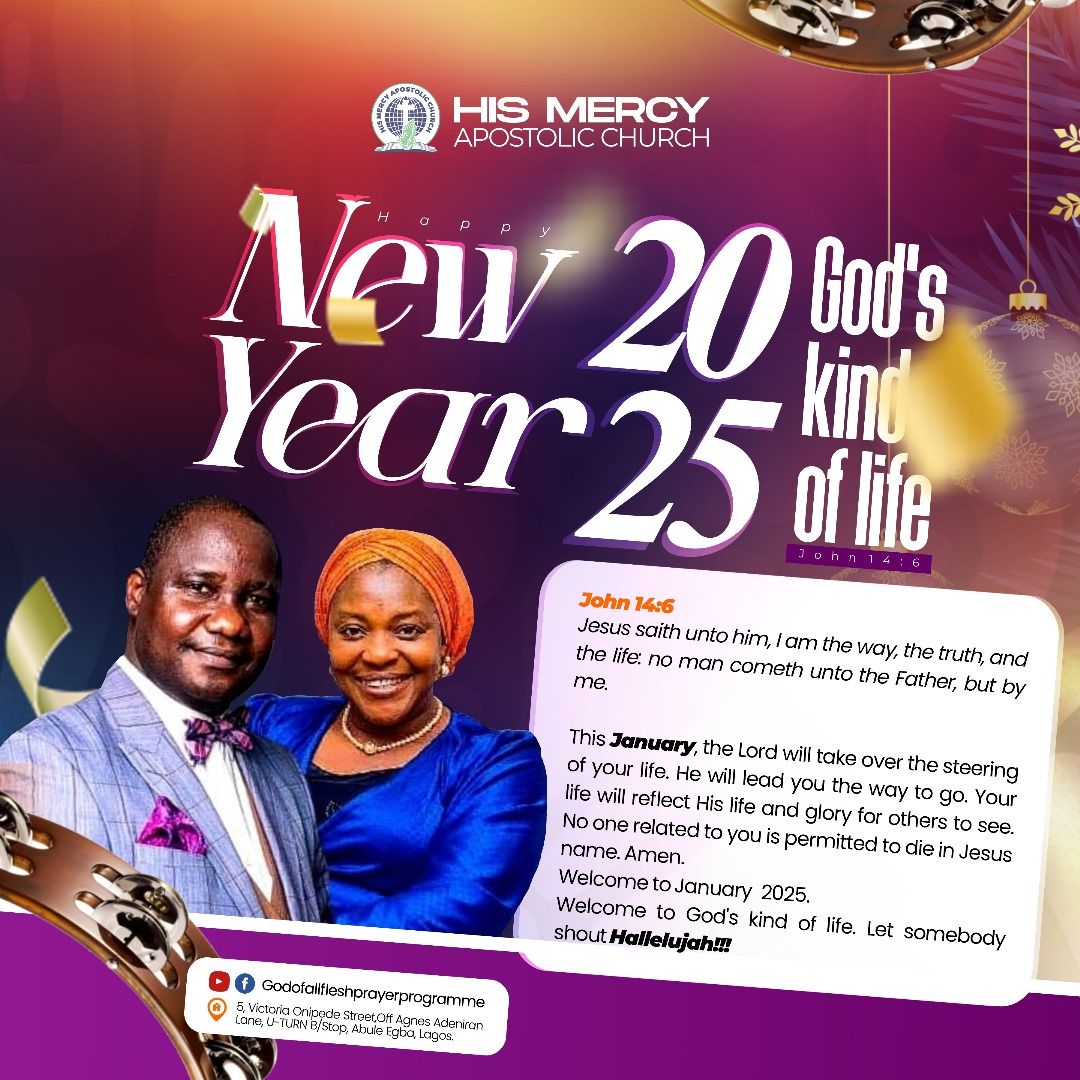 HIS MERCY APOSTOLIC CHURCH
HIS MERCY
APOSTOLIC CHURCH
Happy
New
Year
20
25
God's
kind
of life
John 14:6
John 14:6
Jesus saith unto him, I am the way, the truth, and
the life: no man cometh unto the Father, but by
me.
This January, the Lord will take over the steering
of your life. He will lead you the way to go. Your
life will reflect His life and glory for others to see.
No one related to you is permitted to die in Jesus
name. Amen.
Welcome to January 2025.
Welcome to God's kind of life. Let somebody
shout Hallelujah!!!
Godofallfleshprayerprogramme
5, Victoria Onipede Street,Off Agnes Adeniran
Lane, U-TURN B/Stop, Abule Egba, Lagos.